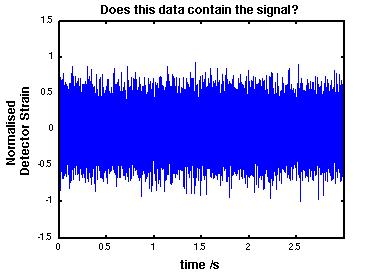 Does this data contain the signal?
1.5
1
0.5
0
-0.5
-1
-1.5
Normalised
Detector Strain
0 0.5 1 1.5 2 2.5
time /s